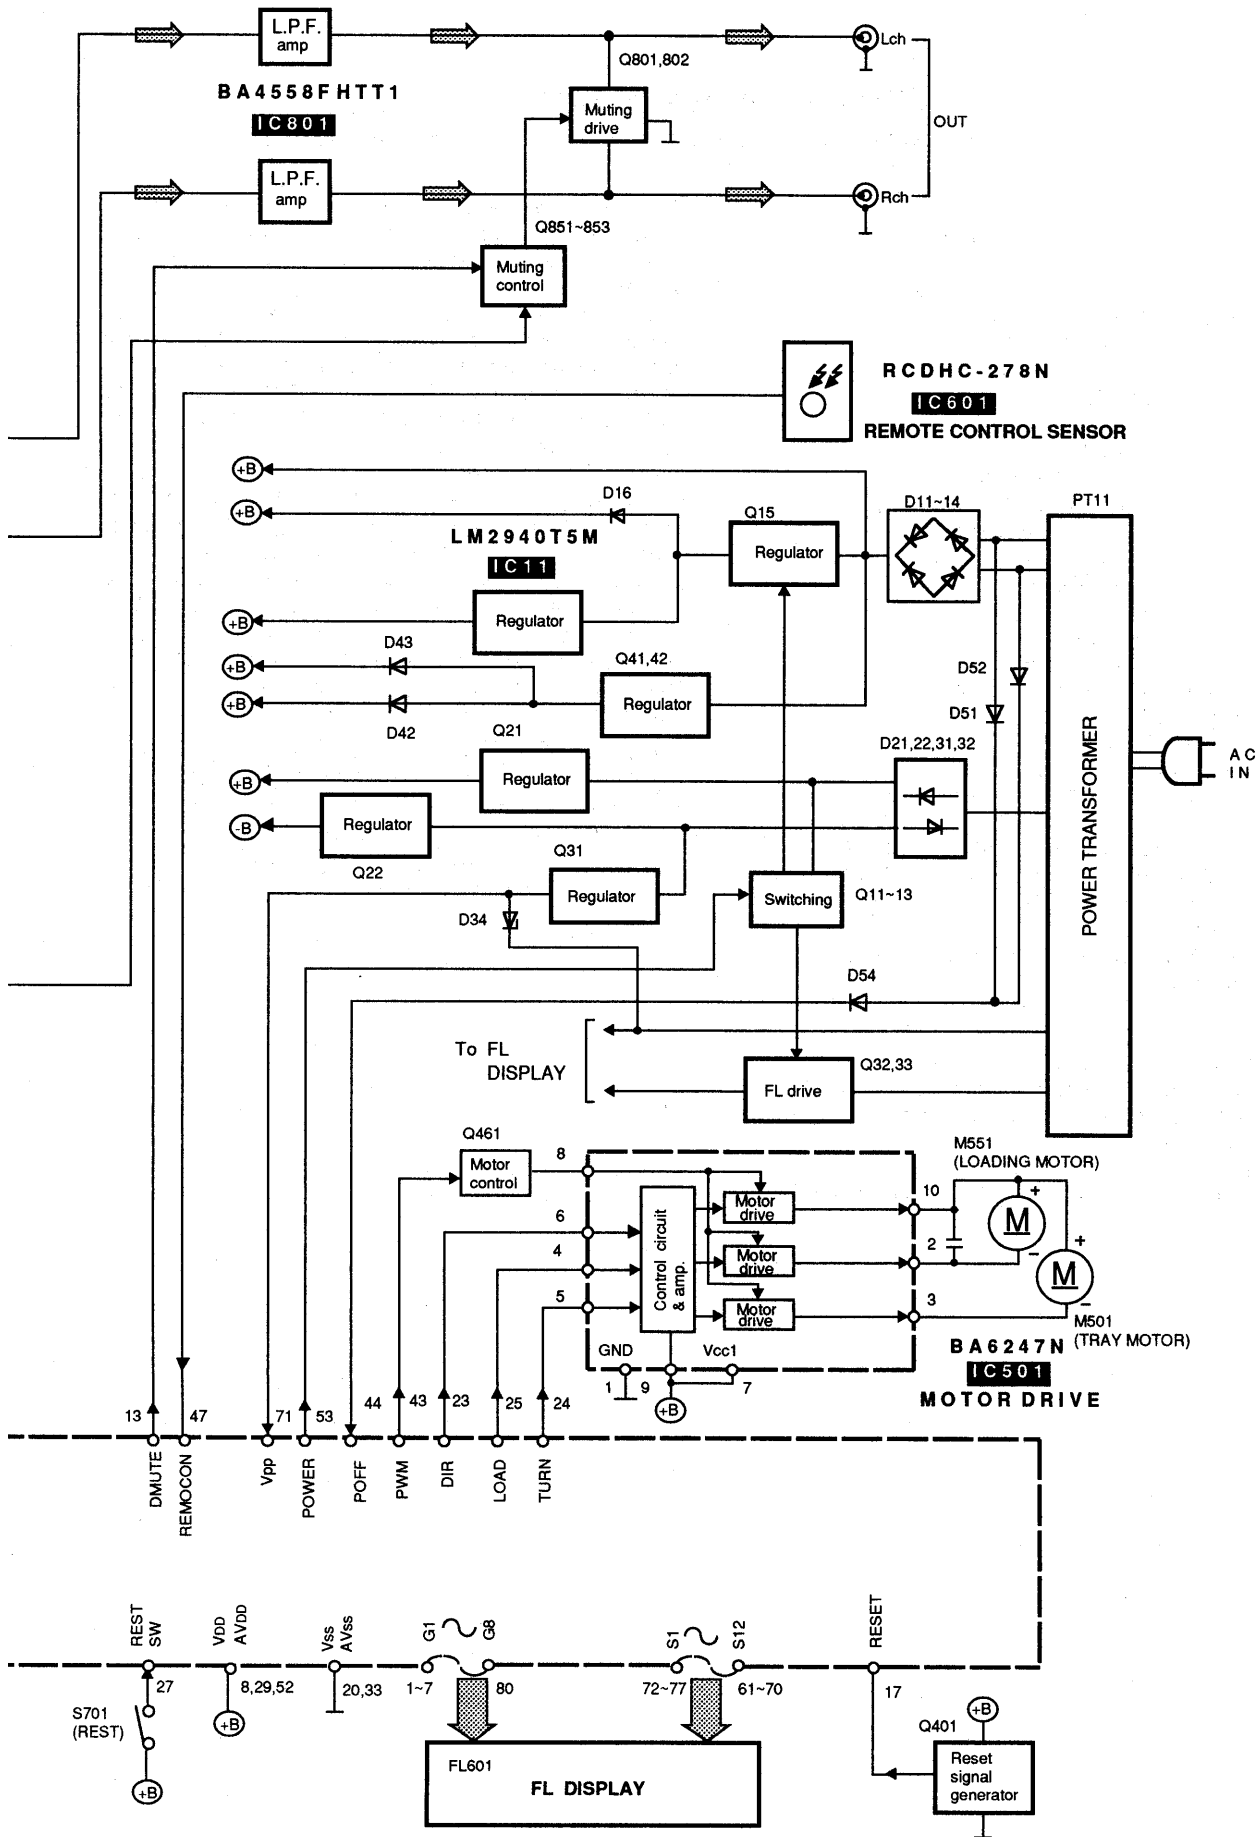 L.P.F.
amp
Lch
Q801,802
BA4558FHTT1
IC801
Muting
drive
OUT
L.P.F.
amp
Rch
Q851~853
Muting
control
RCDHC-278N
IC601
REMOTE CONTROL SENSOR
+B
D16
D11~14
PT11
+B
Q15
LM2940T5M
IC11
Regulator
Regulator
+B
D43
+B
Q41,42
D52
Regulator
+B
D42
D51
Q21
D21,22,31,32
POWER TRANSFORMER
AC
IN
+B
Regulator
-B
Regulator
Q31
Q22
Regulator
Switching
Q11~13
D34
D54
To FL
DISPLAY
Q32,33
FL drive
Q461
Motor
control
8
M551
(LOADING MOTOR)
10
Motor
drive
+
M
6
Control circuit
& amp.
2
4
Motor
drive
−
+
M
5
Motor
drive
3
−
M501
(TRAY MOTOR)
GND
Vcc1
BA6247N
IC501
MOTOR DRIVE
1
9
7
+B
13
47
71
53
44
43
23
25
24
DMUTE
REMOCON
Vpp
POWER
POFF
PWM
DIR
LOAD
TURN
REST
SW
VDD
AVDD
Vss
AVss
G1
G8
S1
S12
RESET
27
8,29,52
20,33
1~7
80
72~77
61~70
17
S701
(REST)
+B
+B
+B
Q401
FL601
FL DISPLAY
Reset
signal
generator